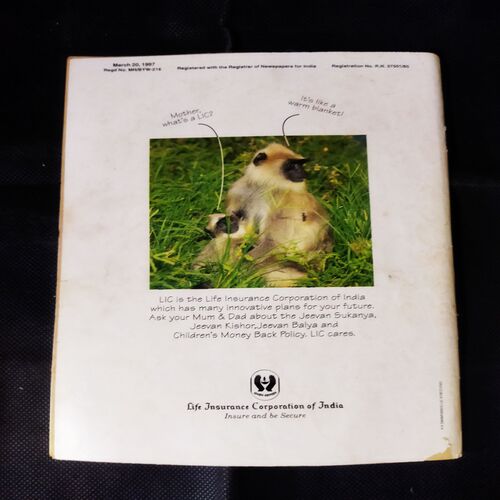 March 20, 1997
Regd No. MH/BYW-216
Registered with the Registrar of Newspapers for India
Registration No. R.N. 37561/80
Mother,
what's a LIC?
It's like a
warm blanket!
LIC is the Life Insurance Corporation of India
which has many innovative plans for your future.
Ask your Mum & Dad about the Jeevan Sukanya,
Jeevan Kishor, Jeevan Balya and
Children's Money Back Policy. LIC cares.
Life Insurance Corporation of India
Insure and be Secure